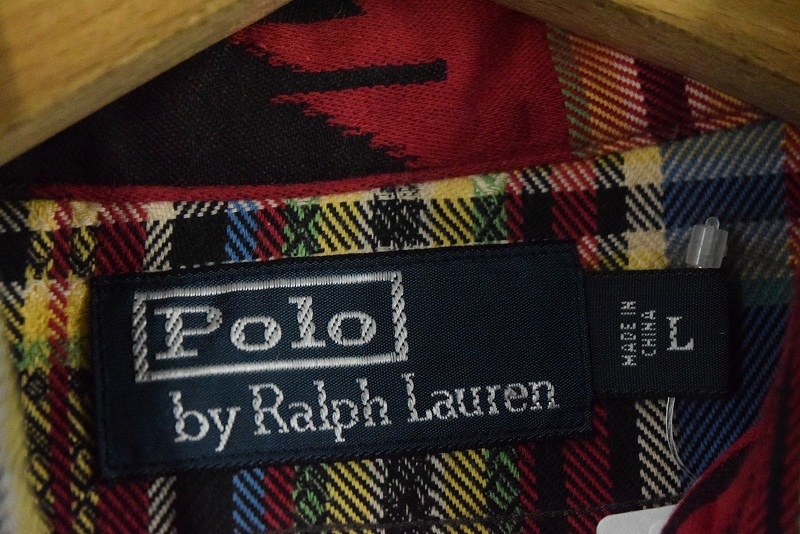 Polo
by Ralph Lauren
MADE IN
CHINA
L